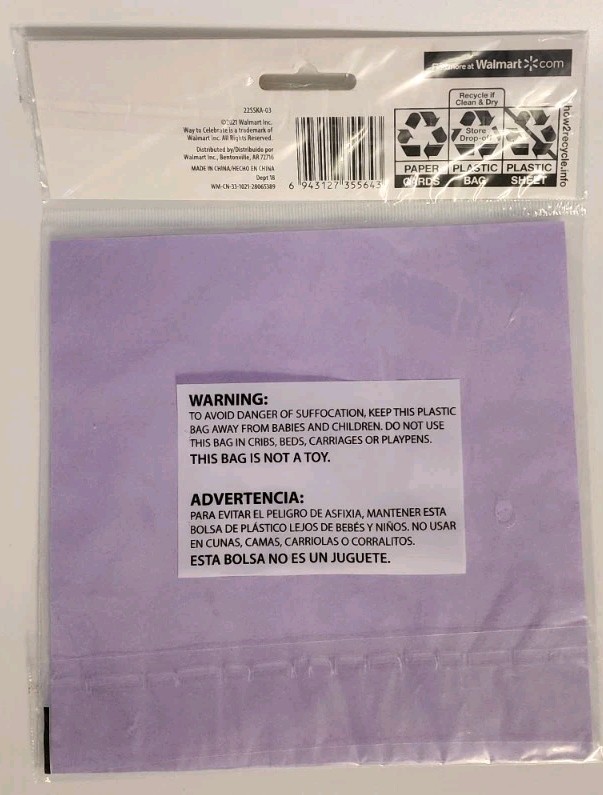 more at Walmart com
225SKA-03
©2021 Walmart Inc.
Way to Celebrate is a trademark of
Walmart Inc. All Rights Reserved.
Distributed by/Distribuido por
Walmart Inc., Bentonville, AR 72716
MADE IN CHINA/HECHO EN CHINA
Dept 18
WM-CN-33-1021-28065389
6 943127 355643
Recycle if
Clean & Dry
Store
Drop-off
PAPER
CARDS
PLASTIC
BAG
PLASTIC
SHEET
how2recycle.info
WARNING:
TO AVOID DANGER OF SUFFOCATION, KEEP THIS PLASTIC
BAG AWAY FROM BABIES AND CHILDREN. DO NOT USE
THIS BAG IN CRIBS, BEDS, CARRIAGES OR PLAYPENS.
THIS BAG IS NOT A TOY.
ADVERTENCIA:
PARA EVITAR EL PELIGRO DE ASFIXIA, MANTENER ESTA
BOLSA DE PLÁSTICO LEJOS DE BEBÉS Y NIÑOS. NO USAR
EN CUNAS, CAMAS, CARRIOLAS O CORRALITOS.
ESTA BOLSA NO ES UN JUGUETE.